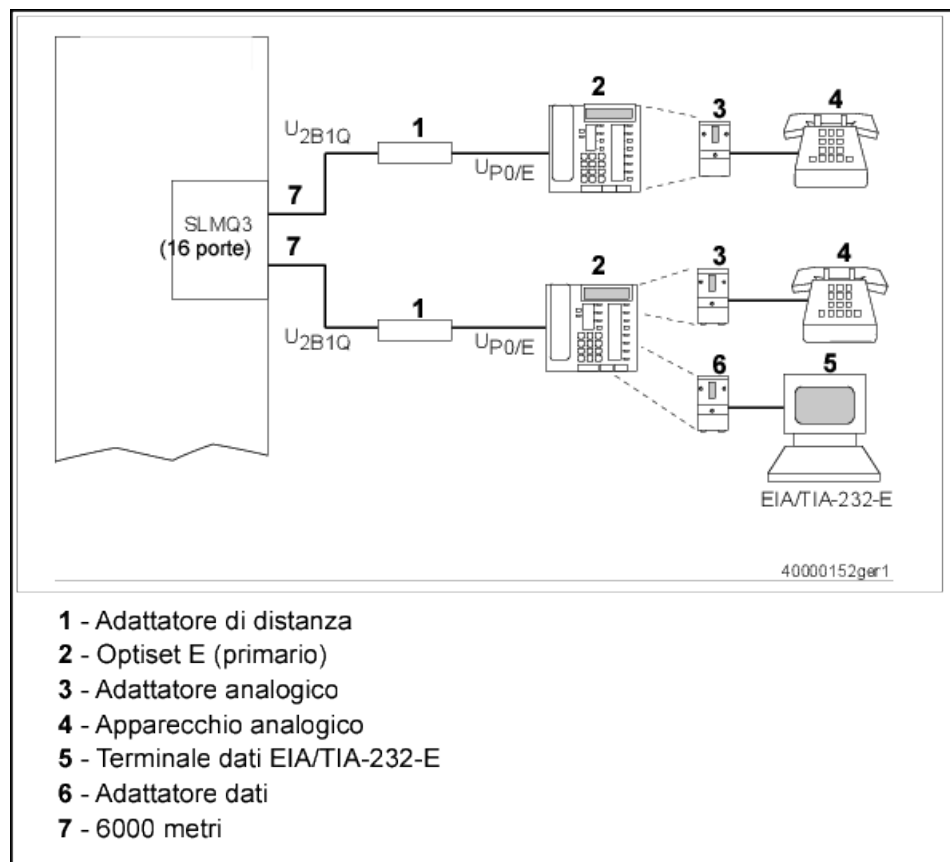 2
3
4
U2B1Q
1
UP0/E
7
SLMQ3
(16 porte)
7
2
3
4
1
U2B1Q
UP0/E
6
5
EIA/TIA-232-E
40000152ger1
1 - Adattatore di distanza
2 - Optiset E (primario)
3 - Adattatore analogico
4 - Apparecchio analogico
5 - Terminale dati EIA/TIA-232-E
6 - Adattatore dati
7 - 6000 metri